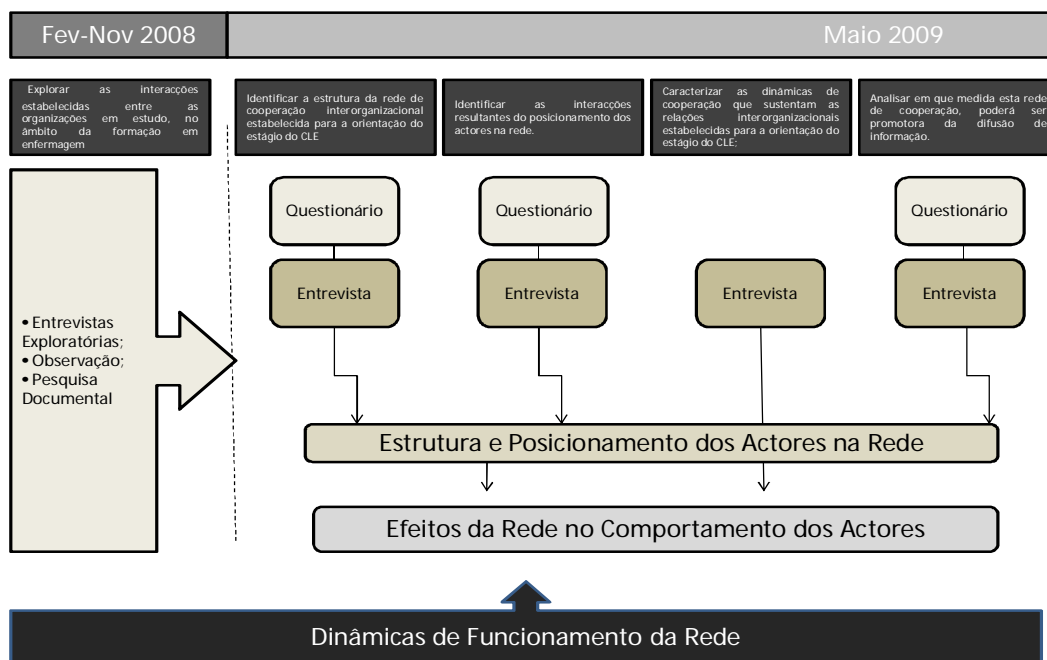 Fev-Nov 2008
Maio 2009
Explorar as interacções
estabelecidas entre as
organizações em estudo, no
âmbito da formação em
enfermagem
Identificar a estrutura da rede de
cooperação interorganizacional
estabelecida para a orientação do
estágio do CLE
Identificar as interacções
resultantes do posicionamento dos
actores na rede.
Caracterizar as dinâmicas de
cooperação que sustentam as
relações interorganizacionais
estabelecidas para a orientação do
estágio do CLE;
Analisar em que medida esta rede
de cooperação, poderá ser
promotora da difusão de
informação.
Questionário
Questionário
Questionário
Entrevista
Entrevista
Entrevista
Entrevista
• Entrevistas
Exploratórias;
• Observação;
• Pesquisa
Documental
Estrutura e Posicionamento dos Actores na Rede
Efeitos da Rede no Comportamento dos Actores
Dinâmicas de Funcionamento da Rede